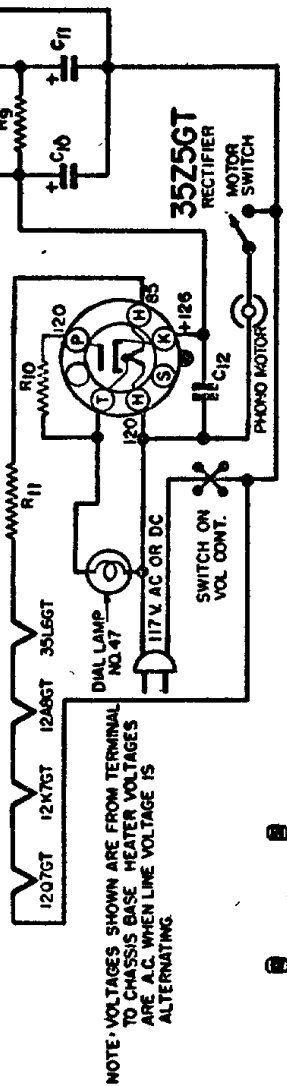 R9
C11
C10
35Z5GT
RECTIFIER
MOTOR
SWITCH
R10
120
P
H
85
K
+126
S
H
120
T
C12
PHONO MOTOR
R11
35L6GT
12A8GT
12K7GT
12Q7GT
DIAL LAMP
NO.47
117 V. AC OR DC
SWITCH ON
VOL CONT.
NOTE: VOLTAGES SHOWN ARE FROM TERMINAL
TO CHASSIS BASE HEATER VOLTAGES
ARE A.C. WHEN LINE VOLTAGE IS
ALTERNATING.